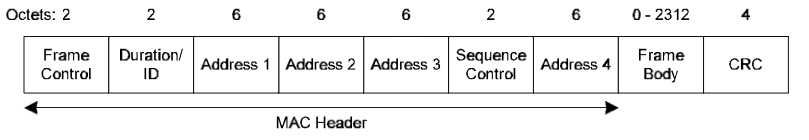 Octets: 2 2 6 6 6 2 6 0 - 2312 4
Frame Control Duration/ ID Address 1 Address 2 Address 3 Sequence Control Address 4 Frame Body CRC
MAC Header